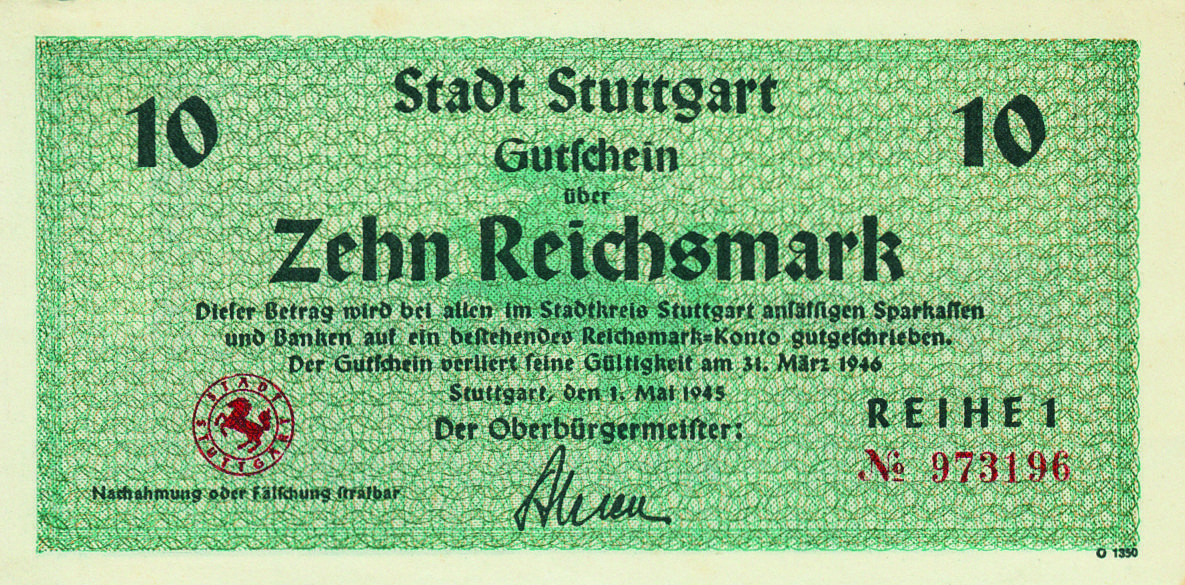 10 Stadt Stuttgart 10
Gutschein
über
Zehn Reichsmark
Dieser Betrag wird bei allen im Stadtkreis Stuttgart ansässigen Sparkassen
und Banken auf ein bestehendes Reichsmark=Konto gutgeschrieben.
Der Gutschein verliert seine Gültigkeit am 31. März 1946
Stuttgart, den 1. Mai 1945
Der Oberbürgermeister:
REIHE 1
№ 973196
STADT STUTTGART
Nachahmung oder Fälschung strafbar
O 1350